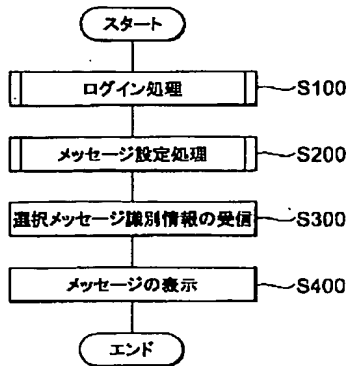 スタート
ログイン処理 S100
メッセージ設定処理 S200
選択メッセージ識別情報の受信 S300
メッセージの表示 S400
エンド